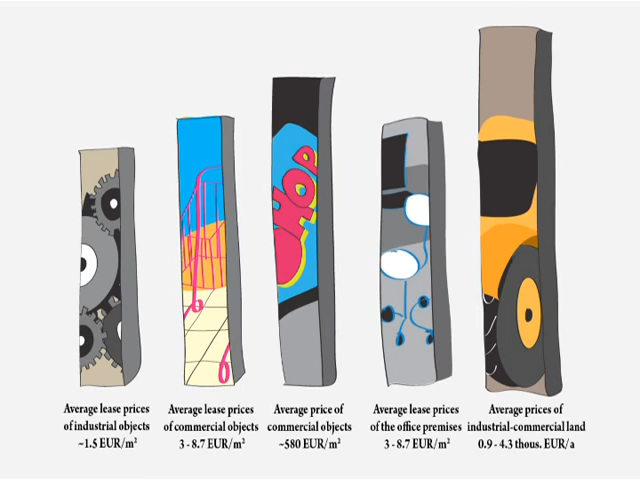 HOP
Average lease prices
of industrial objects
~1.5 EUR/m²
Average lease prices
of commercial objects
3 - 8.7 EUR/m²
Average price of
commercial objects
~580 EUR/m²
Average lease prices
of the office premises
3 - 8.7 EUR/m²
Average prices of
industrial-commercial land
0.9 - 4.3 thous. EUR/a